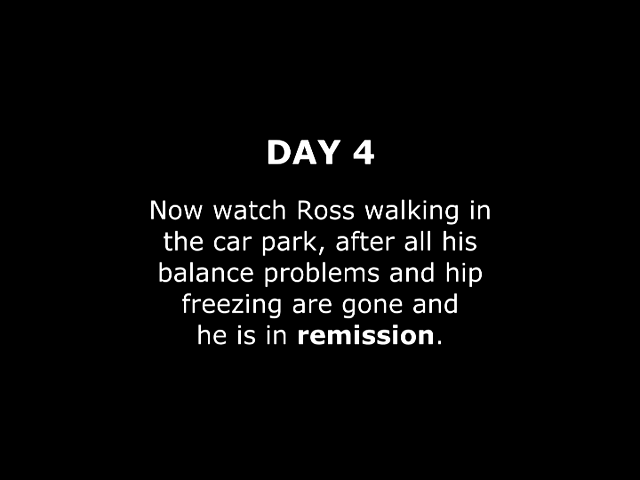 DAY 4
Now watch Ross walking in
the car park, after all his
balance problems and hip
freezing are gone and
he is in remission.